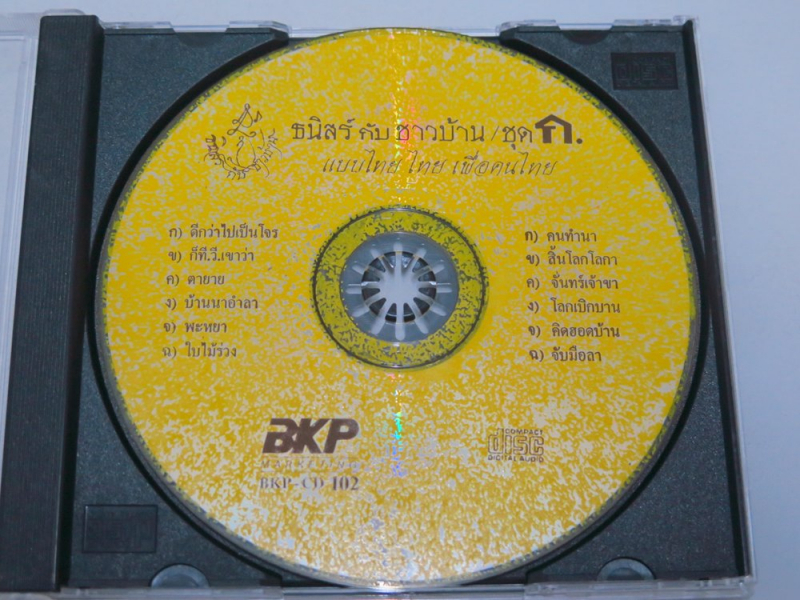 ธนิสร์ กับ ชาวบ้าน / ชุด ก.
แบบไทย ไทย เพื่อคนไทย
ก) ดีกว่าไปเป็นโจร
ข) ก็ที.วี.เขาว่า
ค) ตายาย
ง) บ้านนาอำลา
จ) พะหยา
ฉ) ใบไม้ร่วง
ก) คนทำนา
ข) สิ้นโลกโลกา
ค) จันทร์เจ้าขา
ง) โลกเบิกบาน
จ) คิดฮอดบ้าน
ฉ) จับมือลา
BKP
MARKETING
BKP-CD 102
COMPACT
disc
DIGITAL AUDIO